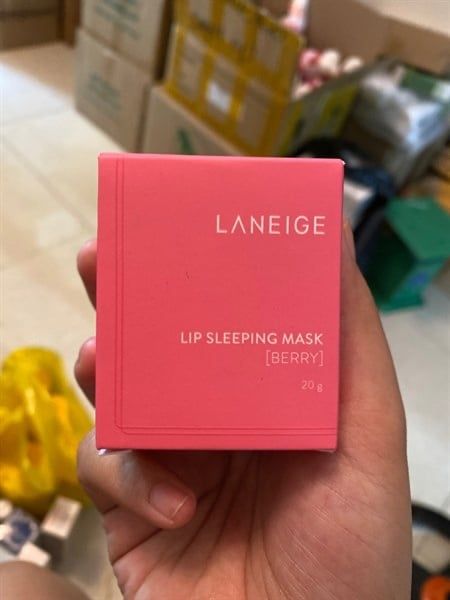 LANEIGE
LIP SLEEPING MASK
[BERRY]
20 g